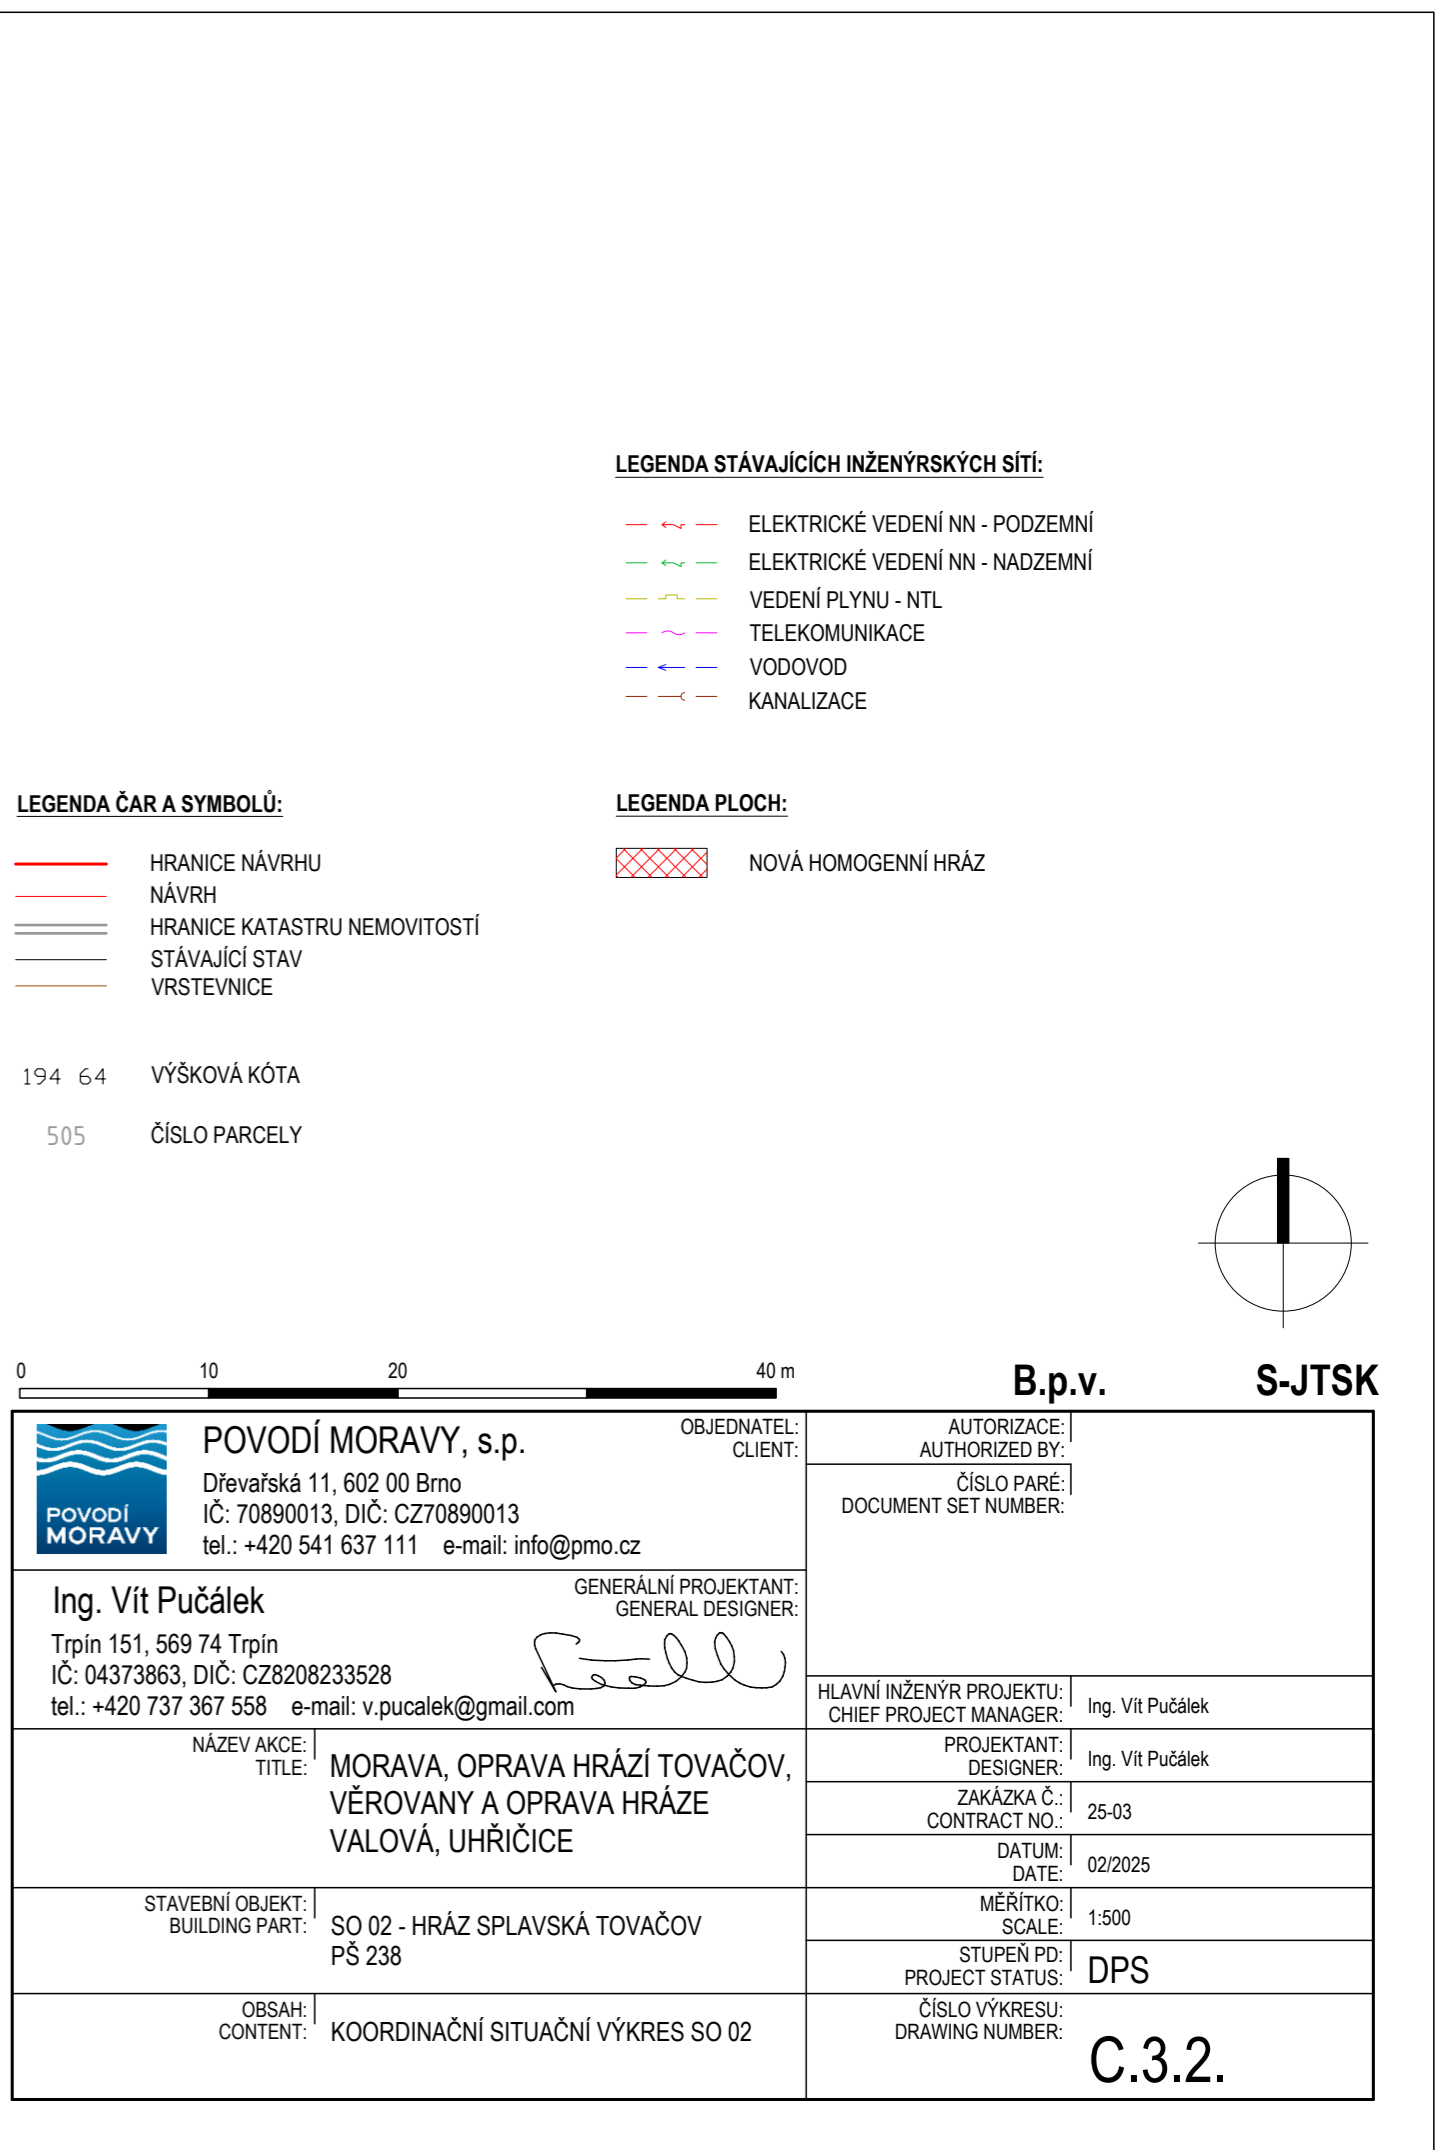 LEGENDA STÁVAJÍCÍCH INŽENÝRSKÝCH SÍTÍ:
ELEKTRICKÉ VEDENÍ NN - PODZEMNÍ
ELEKTRICKÉ VEDENÍ NN - NADZEMNÍ
VEDENÍ PLYNU - NTL
TELEKOMUNIKACE
VODOVOD
KANALIZACE
LEGENDA ČAR A SYMBOLŮ:
HRANICE NÁVRHU
NÁVRH
HRANICE KATASTRU NEMOVITOSTÍ
STÁVAJÍCÍ STAV
VRSTEVNICE
194 64 VÝŠKOVÁ KÓTA
505 ČÍSLO PARCELY
LEGENDA PLOCH:
NOVÁ HOMOGENNÍ HRÁZ
0 10 20 40 m
B.p.v. S-JTSK
POVODÍ
MORAVY
POVODÍ MORAVY, s.p.
Dřevařská 11, 602 00 Brno
IČ: 70890013, DIČ: CZ70890013
tel.: +420 541 637 111 e-mail: info@pmo.cz
OBJEDNATEL:
CLIENT:
AUTORIZACE:
AUTHORIZED BY:
ČÍSLO PARÉ:
DOCUMENT SET NUMBER:
Ing. Vít Pučálek
Trpín 151, 569 74 Trpín
IČ: 04373863, DIČ: CZ8208233528
tel.: +420 737 367 558 e-mail: v.pucalek@gmail.com
GENERÁLNÍ PROJEKTANT:
GENERAL DESIGNER:
HLAVNÍ INŽENÝR PROJEKTU:
CHIEF PROJECT MANAGER:
Ing. Vít Pučálek
NÁZEV AKCE:
TITLE:
MORAVA, OPRAVA HRÁZÍ TOVAČOV,
VĚROVANY A OPRAVA HRÁZE
VALOVÁ, UHŘIČICE
PROJEKTANT:
DESIGNER:
Ing. Vít Pučálek
ZAKÁZKA Č.:
CONTRACT NO.:
25-03
DATUM:
DATE:
02/2025
STAVEBNÍ OBJEKT:
BUILDING PART:
SO 02 - HRÁZ SPLAVSKÁ TOVAČOV
PŠ 238
MĚŘÍTKO:
SCALE:
1:500
STUPEŇ PD:
PROJECT STATUS:
DPS
OBSAH:
CONTENT:
KOORDINAČNÍ SITUAČNÍ VÝKRES SO 02
ČÍSLO VÝKRESU:
DRAWING NUMBER:
C.3.2.